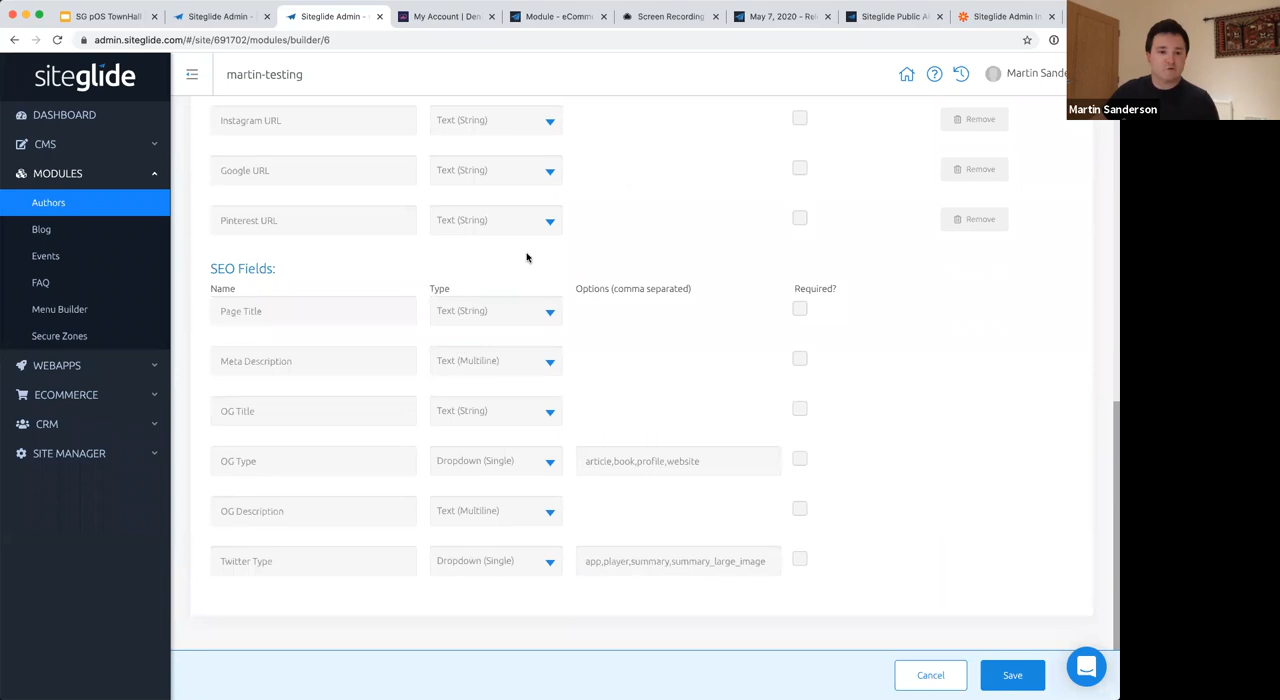 SG pOS TownHall
Siteglide Admin -
Siteglide Admin -
My Account | Den
Module - eComm
Screen Recording
May 7, 2020 - Rel
Siteglide Public A
Siteglide Admin In
admin.siteglide.com/#/site/691702/modules/builder/6
siteglide
martin-testing
Martin Sande
Martin Sanderson
DASHBOARD
CMS
MODULES
Authors
Blog
Events
FAQ
Menu Builder
Secure Zones
WEBAPPS
ECOMMERCE
CRM
SITE MANAGER
Instagram URL Text (String) Remove
Google URL Text (String) Remove
Pinterest URL Text (String) Remove
SEO Fields:
Name Type Options (comma separated) Required?
Page Title Text (String)
Meta Description Text (Multiline)
OG Title Text (String)
OG Type Dropdown (Single) article,book,profile,website
OG Description Text (Multiline)
Twitter Type Dropdown (Single) app,player,summary,summary_large_image
Cancel Save